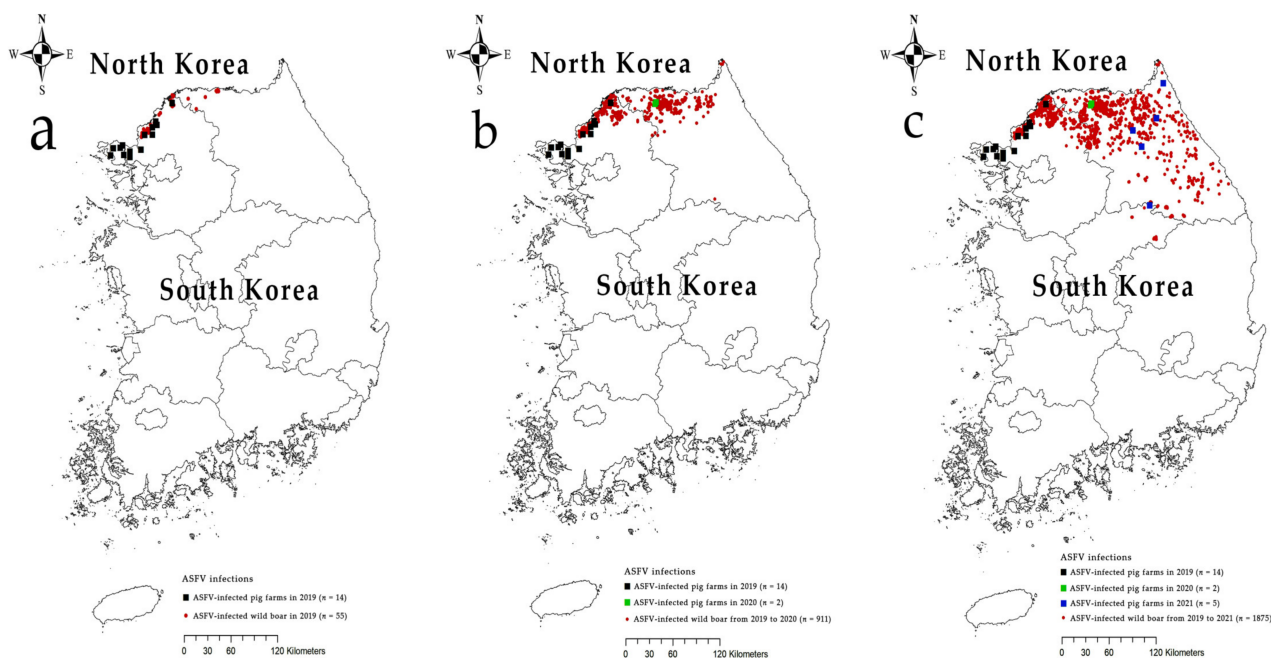 N
W E
S
North Korea
a
South Korea
ASFV infections
ASFV-infected pig farms in 2019 (n = 14)
ASFV-infected wild boar in 2019 (n = 55)
0 30 60 120 Kilometers
N
W E
S
North Korea
b
South Korea
ASFV infections
ASFV-infected pig farms in 2019 (n = 14)
ASFV-infected pig farms in 2020 (n = 2)
ASFV-infected wild boar from 2019 to 2020 (n = 911)
0 30 60 120 Kilometers
N
W E
S
North Korea
c
South Korea
ASFV infections
ASFV-infected pig farms in 2019 (n = 14)
ASFV-infected pig farms in 2020 (n = 2)
ASFV-infected pig farms in 2021 (n = 5)
ASFV-infected wild boar from 2019 to 2021 (n = 1875)
0 30 60 120 Kilometers